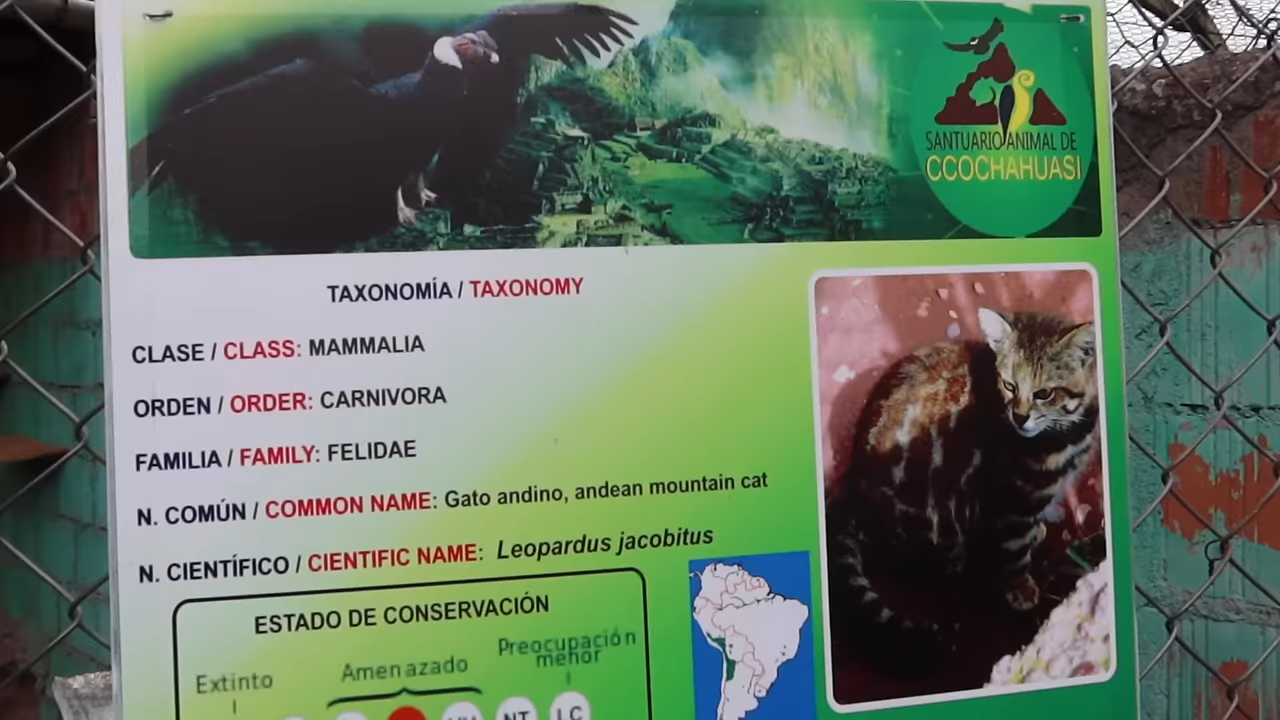 SANTUARIO ANIMAL DE
CCOCHAHUASI
TAXONOMÍA / TAXONOMY
CLASE / CLASS: MAMMALIA
ORDEN / ORDER: CARNIVORA
FAMILIA / FAMILY: FELIDAE
N. COMÚN / COMMON NAME: Gato andino, andean mountain cat
N. CIENTÍFICO / CIENTIFIC NAME: Leopardus jacobitus
ESTADO DE CONSERVACIÓN
Extinto
Amenazado
Preocupación
menor
NT LC